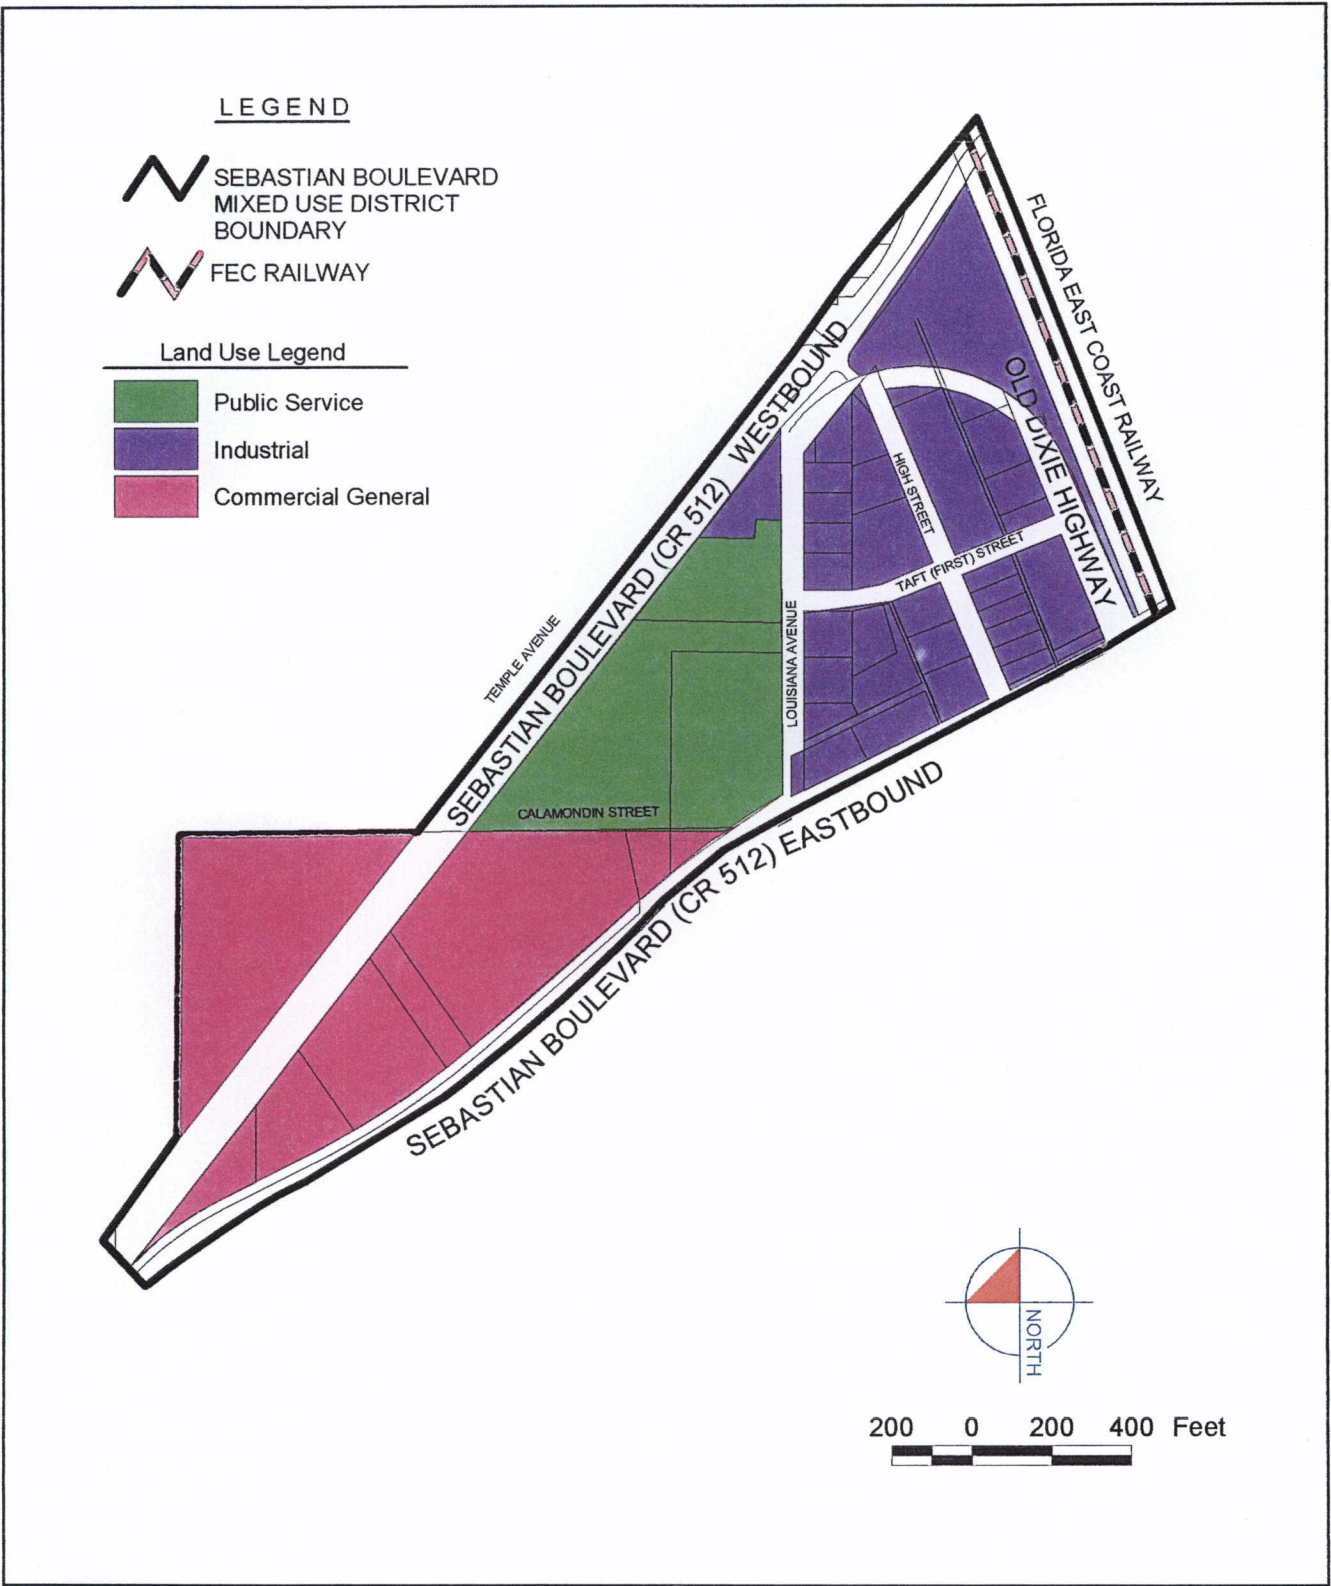 LEGEND
SEBASTIAN BOULEVARD
MIXED USE DISTRICT
BOUNDARY
FEC RAILWAY
Land Use Legend
Public Service
Industrial
Commercial General
FLORIDA EAST COAST RAILWAY
OLD DIXIE HIGHWAY
SEBASTIAN BOULEVARD (CR 512) WESTBOUND
HIGH STREET
TAFT (FIRST) STREET
LOUISIANA AVENUE
TEMPLE AVENUE
CALAMONDIN STREET
SEBASTIAN BOULEVARD (CR 512) EASTBOUND
NORTH
200 0 200 400 Feet